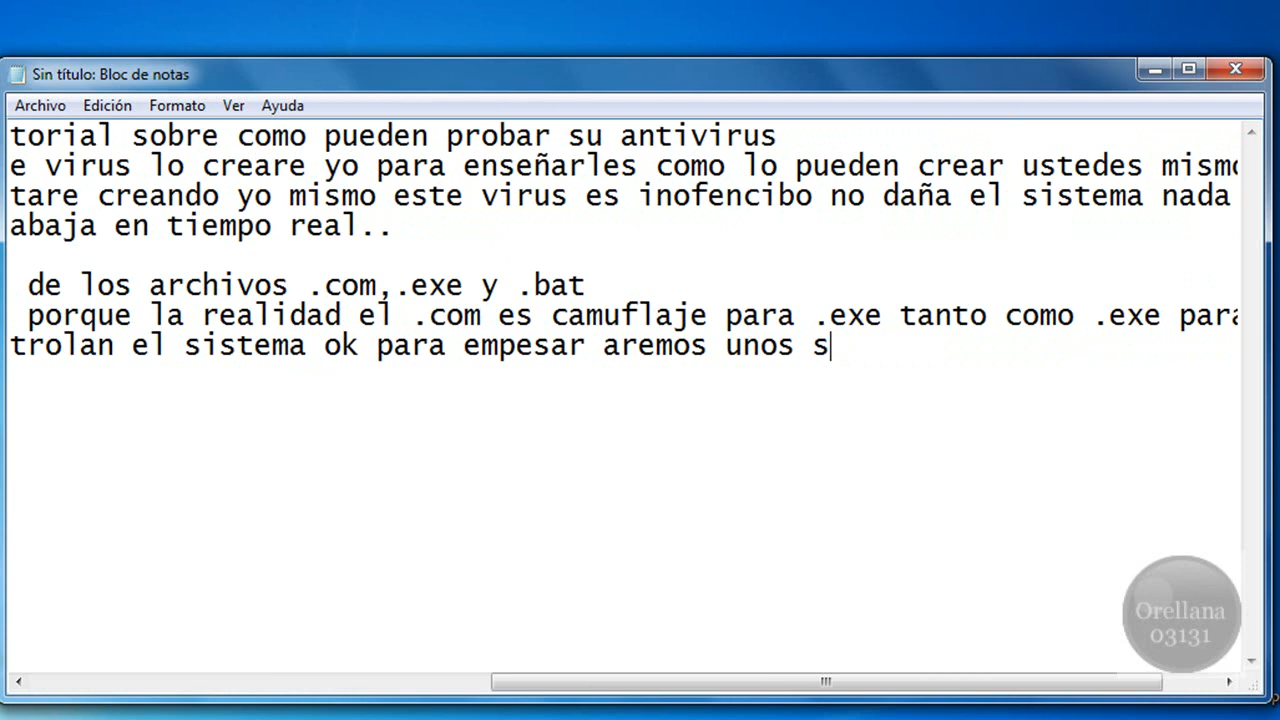 Sin título: Bloc de notas
Archivo Edición Formato Ver Ayuda
torial sobre como pueden probar su antivirus
e virus lo creare yo para enseñarles como lo pueden crear ustedes mismo
tare creando yo mismo este virus es inofencibo no daña el sistema nada
abaja en tiempo real..
de los archivos .com,.exe y .bat
porque la realidad el .com es camuflaje para .exe tanto como .exe para
trolan el sistema ok para empesar aremos unos s
Orellana
03131